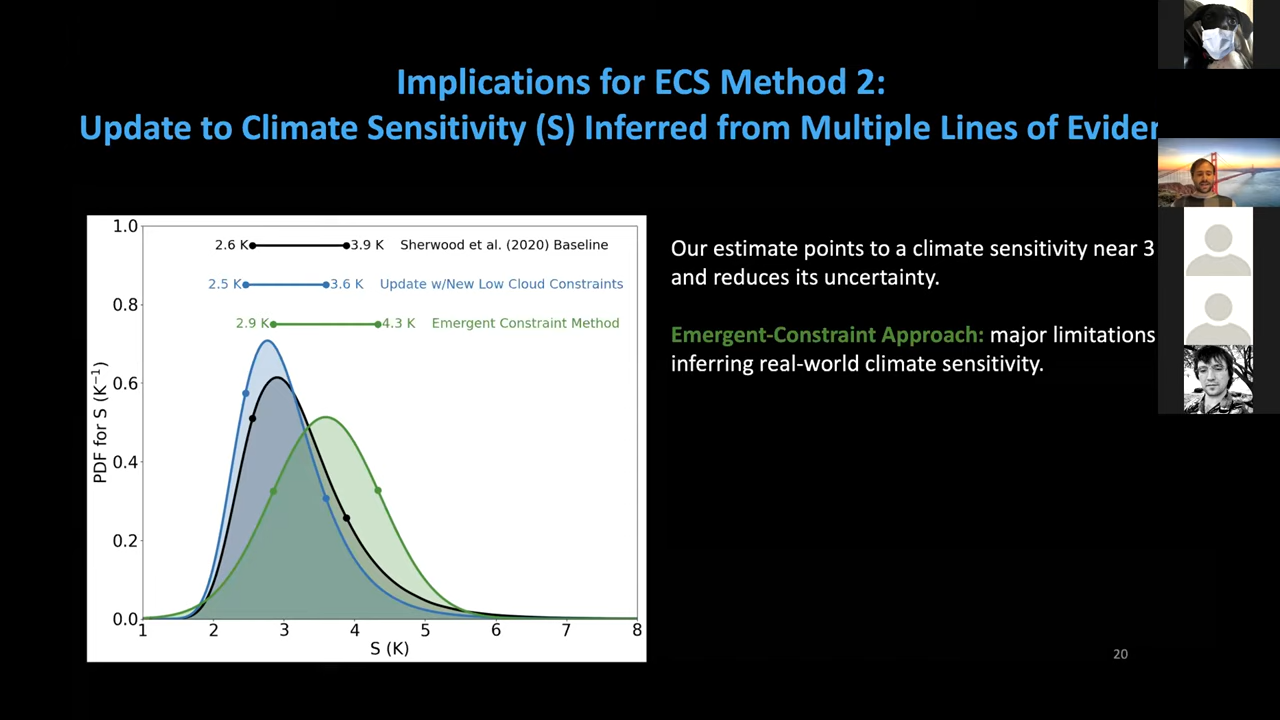 Implications for ECS Method 2:
Update to Climate Sensitivity (S) Inferred from Multiple Lines of Eviden
1.0
2.6 K 3.9 K Sherwood et al. (2020) Baseline
2.5 K 3.6 K Update w/New Low Cloud Constraints
0.8
2.9 K 4.3 K Emergent Constraint Method
0.6
0.4
0.2
0.0
PDF for S (K⁻¹)
1 2 3 4 5 6 7 8
S (K)
Our estimate points to a climate sensitivity near 3
and reduces its uncertainty.
Emergent-Constraint Approach: major limitations
inferring real-world climate sensitivity.
20